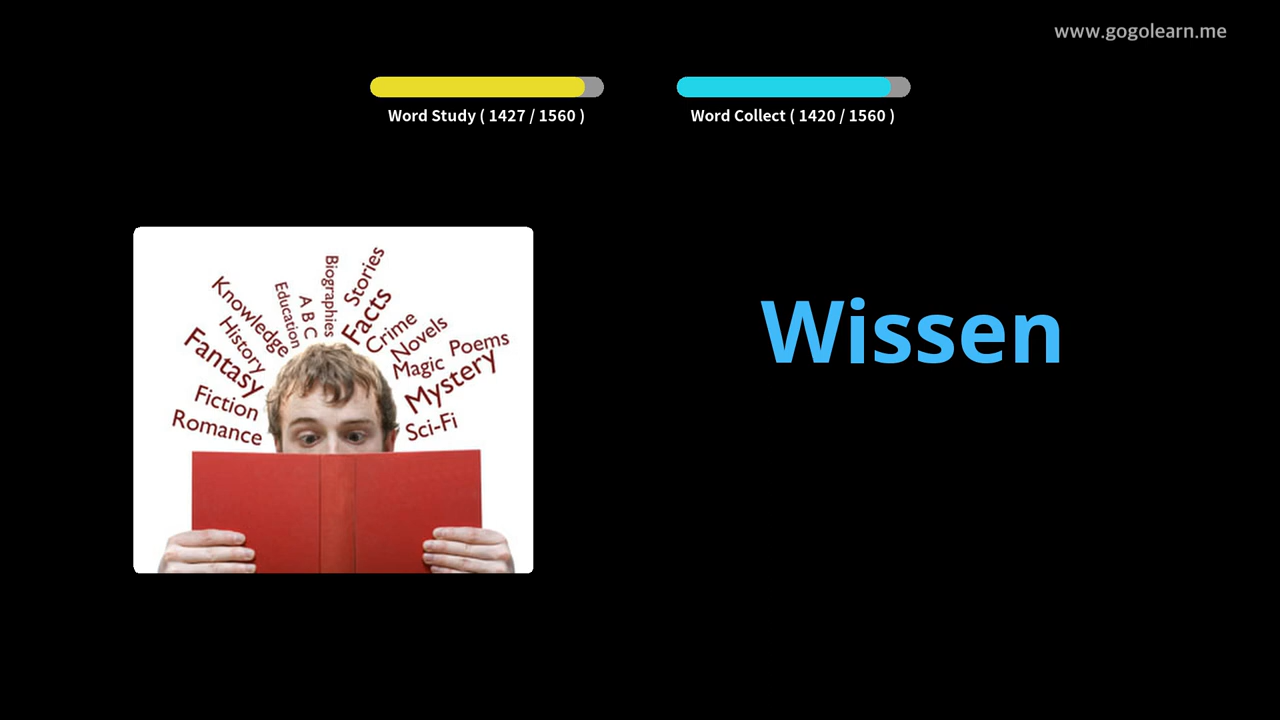 www.gogolearn.me
Word Study ( 1427 / 1560 )
Word Collect ( 1420 / 1560 )
Wissen
Stories
Biographies
Facts
A B C
Education
Knowledge
History
Fantasy
Fiction
Romance
Crime
Novels
Poems
Magic
Mystery
Sci-Fi